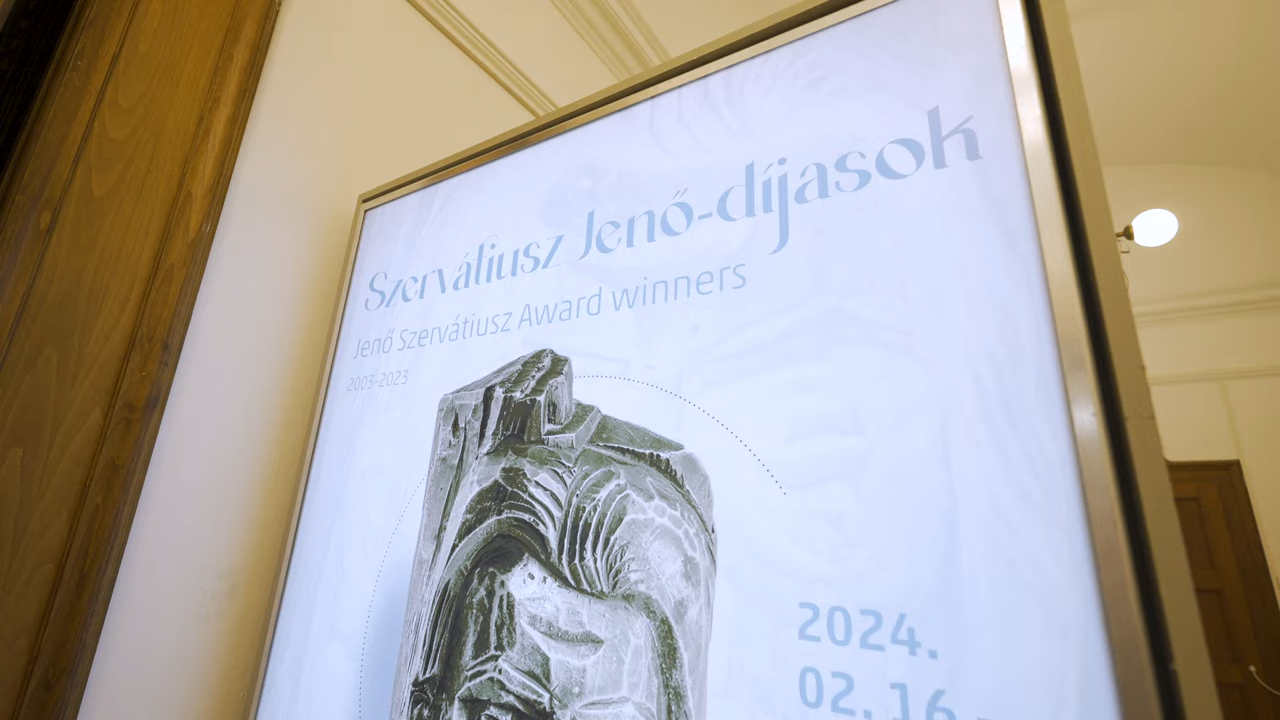 Szervátiusz Jenő-díjasok
Jenő Szervátiusz Award winners
2003-2023
2024.
02.16-